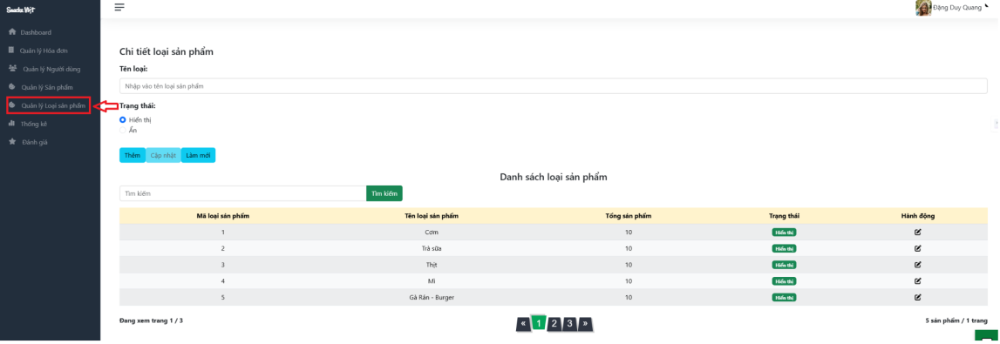 Snacks Việt
Đặng Duy Quang
Dashboard
Quản lý Hóa đơn
Quản lý Người dùng
Quản lý Sản phẩm
Quản lý Loại sản phẩm
Thống kê
Đánh giá
Chi tiết loại sản phẩm
Tên loại:
Nhập vào tên loại sản phẩm
Trạng thái:
Hiển thị
Ẩn
Thêm Cập nhật Làm mới
Danh sách loại sản phẩm
Tìm kiếm Tìm kiếm
Mã loại sản phẩm Tên loại sản phẩm Tổng sản phẩm Trạng thái Hành động
1 Cơm 10 Hiển thị
2 Trà sữa 10 Hiển thị
3 Thịt 10 Hiển thị
4 Mì 10 Hiển thị
5 Gà Rán - Burger 10 Hiển thị
Đang xem trang 1 / 3 « 1 2 3 » 5 sản phẩm / 1 trang